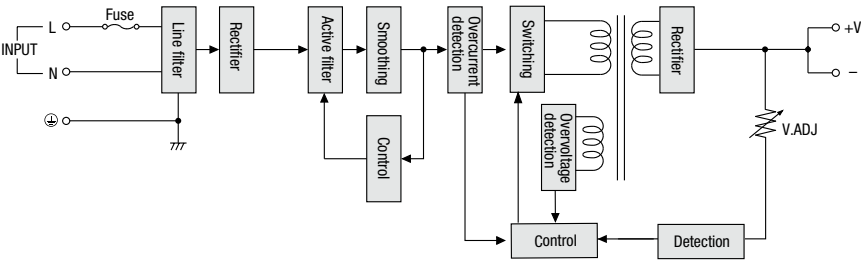 Fuse
INPUT
L
N
Line filter
Rectifier
Active filter
Smoothing
Control
Overcurrent
detection
Switching
Overvoltage
detection
Rectifier
+V
−
V.ADJ
Control
Detection